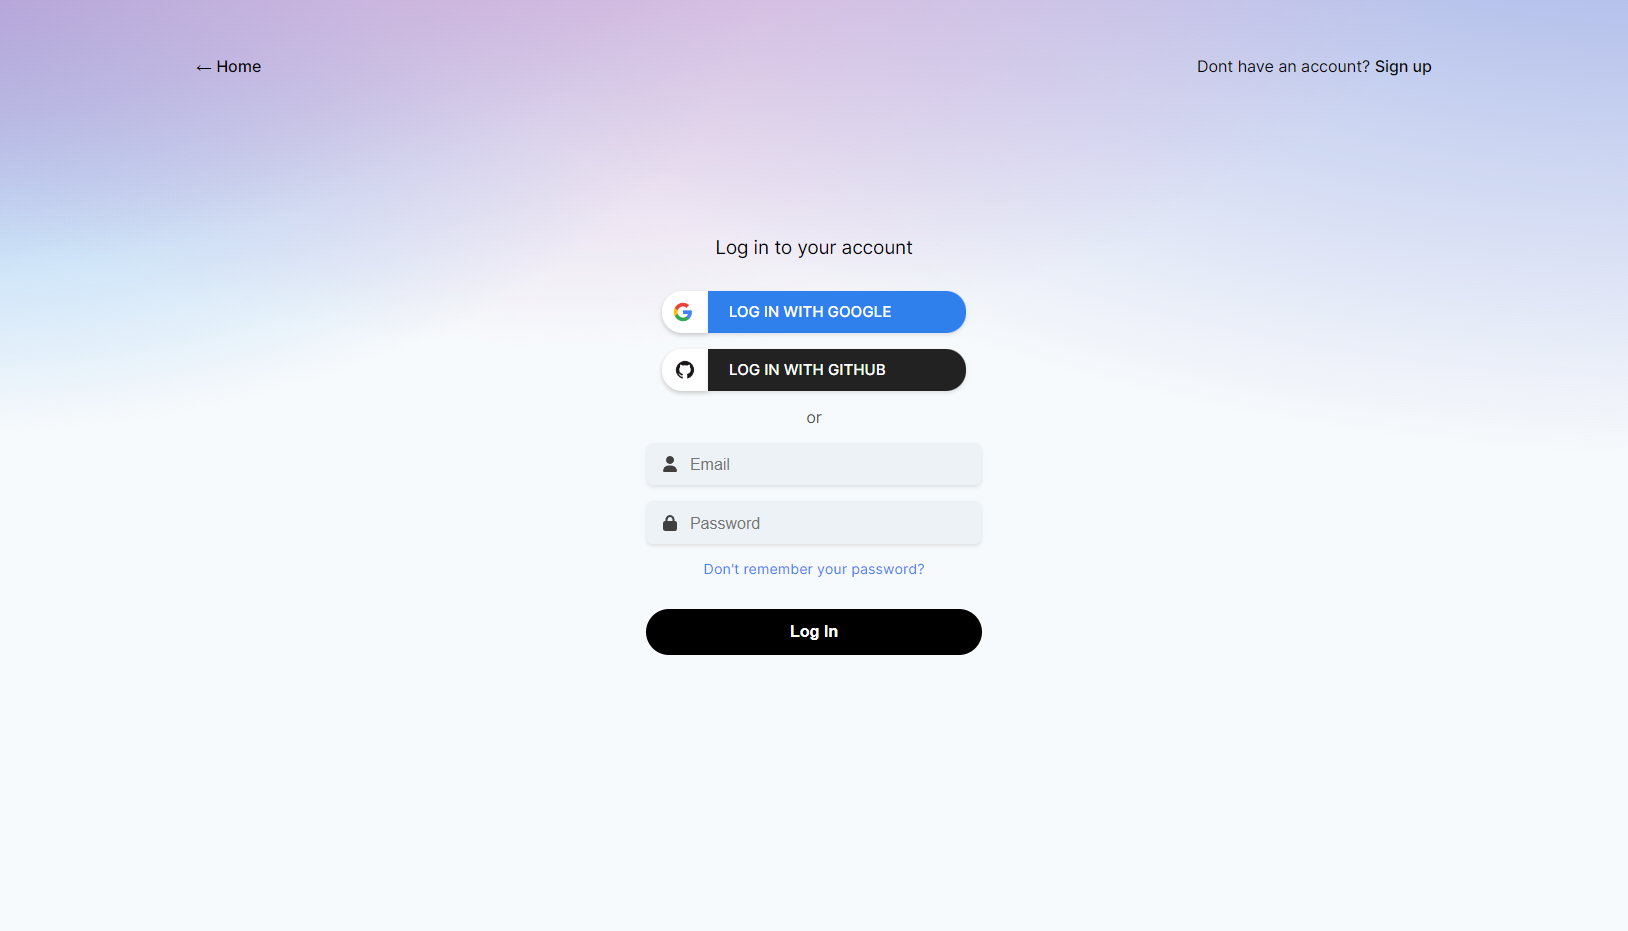 ← Home
Dont have an account? Sign up
Log in to your account
LOG IN WITH GOOGLE
LOG IN WITH GITHUB
or
Email
Password
Don't remember your password?
Log In